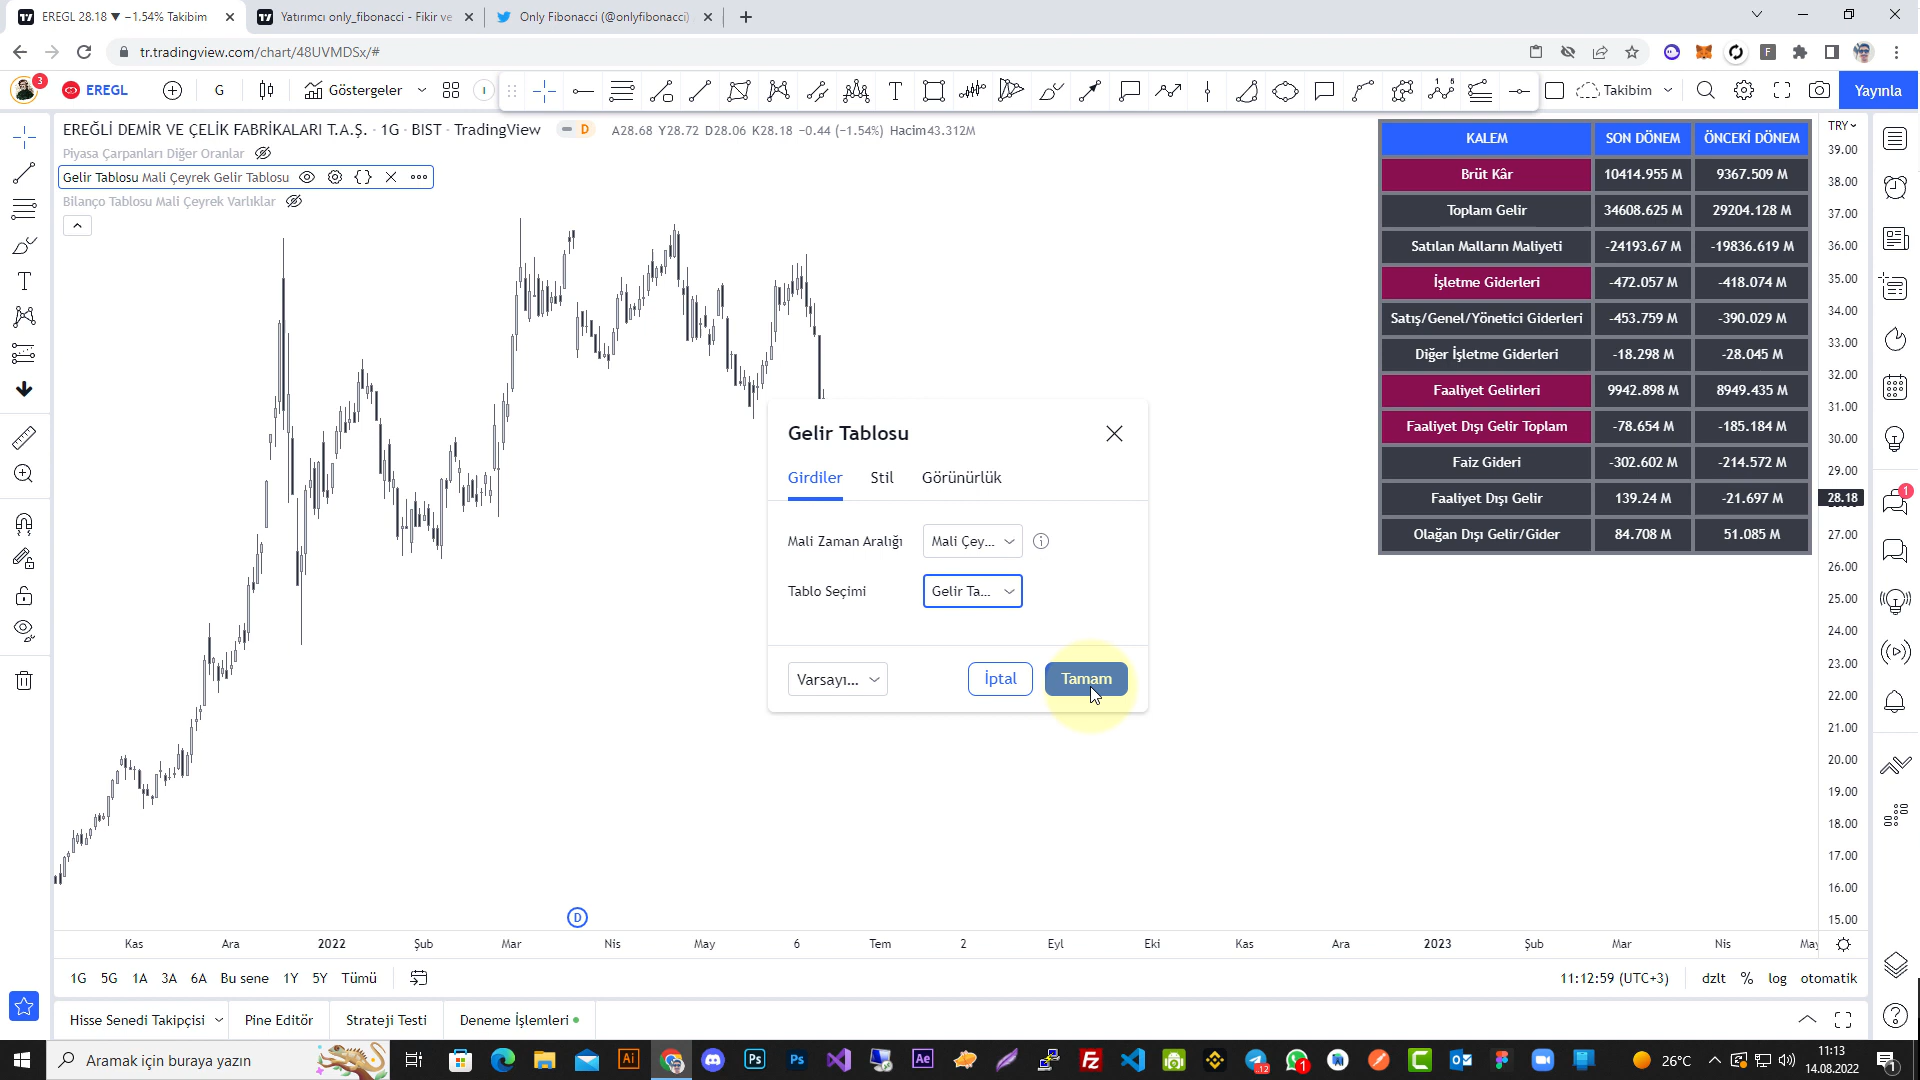 EREGL 28.18 ▼ −1.54% Takibim
Yatırımcı only_fibonacci - Fikir ve
Only Fibonacci (@onlyfibonacci)
tr.tradingview.com/chart/48UVMDSx/#
3
EREGL
G
Göstergeler
Takibim
Yayınla
EREĞLİ DEMİR VE ÇELİK FABRİKALARI T.A.Ş. · 1G · BIST · TradingView
D
A28.68 Y28.72 D28.06 K28.18 −0.44 (−1.54%) Hacim43.312M
Piyasa Çarpanları Diğer Oranlar
Gelir Tablosu Mali Çeyrek Gelir Tablosu
Bilanço Tablosu Mali Çeyrek Varlıklar
KALEM SON DÖNEM ÖNCEKİ DÖNEM
Brüt Kâr 10414.955 M 9367.509 M
Toplam Gelir 34608.625 M 29204.128 M
Satılan Malların Maliyeti -24193.67 M -19836.619 M
İşletme Giderleri -472.057 M -418.074 M
Satış/Genel/Yönetici Giderleri -453.759 M -390.029 M
Diğer İşletme Giderleri -18.298 M -28.045 M
Faaliyet Gelirleri 9942.898 M 8949.435 M
Faaliyet Dışı Gelir Toplam -78.654 M -185.184 M
Faiz Gideri -302.602 M -214.572 M
Faaliyet Dışı Gelir 139.24 M -21.697 M
Olağan Dışı Gelir/Gider 84.708 M 51.085 M
TRY
39.00
38.00
37.00
36.00
35.00
34.00
33.00
32.00
31.00
30.00
29.00
28.18
27.00
26.00
25.00
24.00
23.00
22.00
21.00
20.00
19.00
18.00
17.00
16.00
15.00
Gelir Tablosu
Girdiler Stil Görünürlük
Mali Zaman Aralığı Mali Çey...
Tablo Seçimi Gelir Ta...
Varsayı... İptal Tamam
D
Kas Ara 2022 Şub Mar Nis May 6 Tem 2 Eyl Eki Kas Ara 2023 Şub Mar Nis May
1G 5G 1A 3A 6A Bu sene 1Y 5Y Tümü
11:12:59 (UTC+3) dzlt % log otomatik
Hisse Senedi Takipçisi Pine Editör Strateji Testi Deneme İşlemleri
1
Aramak için buraya yazın
26°C
11:13
14.08.2022